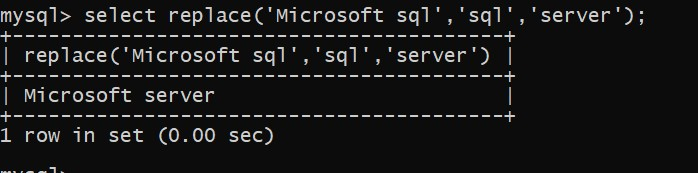 mysql> select replace('Microsoft sql','sql','server');
+----------------------------------------+
| replace('Microsoft sql','sql','server') |
+----------------------------------------+
| Microsoft server                        |
+----------------------------------------+
1 row in set (0.00 sec)
mysql>